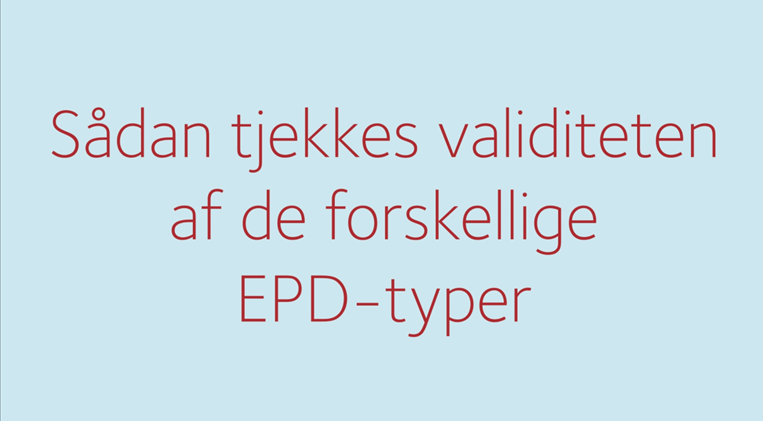 Sådan tjekkes validiteten
af de forskellige
EPD-typer